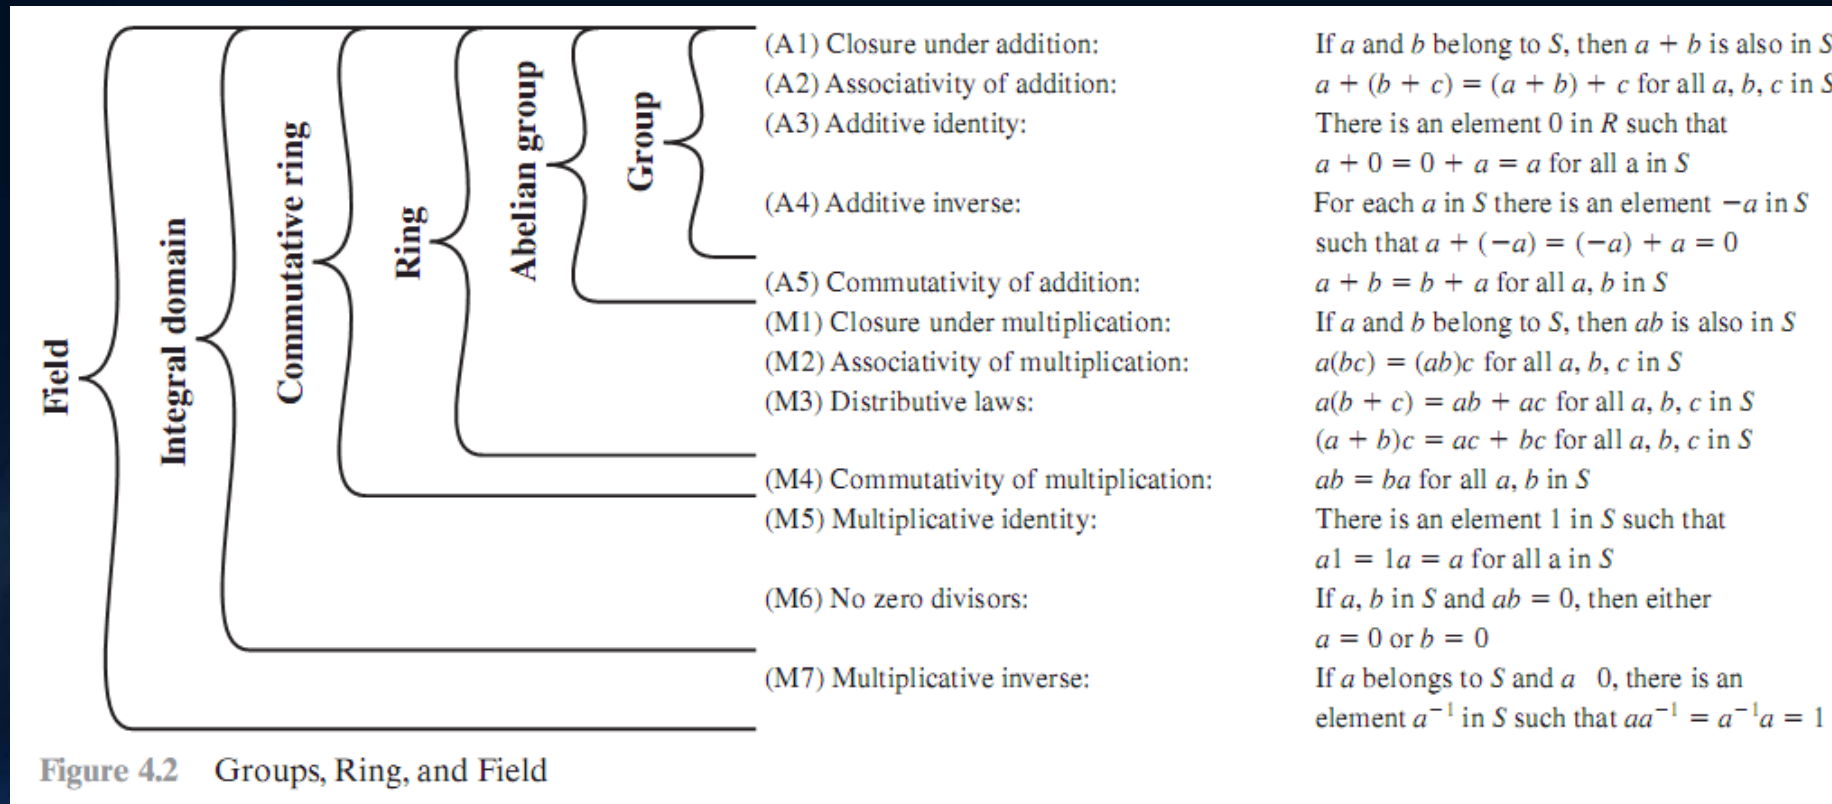 Field
Integral domain
Commutative ring
Ring
Abelian group
Group
(A1) Closure under addition: If a and b belong to S, then a + b is also in S
(A2) Associativity of addition: a + (b + c) = (a + b) + c for all a, b, c in S
(A3) Additive identity: There is an element 0 in R such that
a + 0 = 0 + a = a for all a in S
(A4) Additive inverse: For each a in S there is an element −a in S
such that a + (−a) = (−a) + a = 0
(A5) Commutativity of addition: a + b = b + a for all a, b in S
(M1) Closure under multiplication: If a and b belong to S, then ab is also in S
(M2) Associativity of multiplication: a(bc) = (ab)c for all a, b, c in S
(M3) Distributive laws: a(b + c) = ab + ac for all a, b, c in S
(a + b)c = ac + bc for all a, b, c in S
(M4) Commutativity of multiplication: ab = ba for all a, b in S
(M5) Multiplicative identity: There is an element 1 in S such that
a1 = 1a = a for all a in S
(M6) No zero divisors: If a, b in S and ab = 0, then either
a = 0 or b = 0
(M7) Multiplicative inverse: If a belongs to S and a 0, there is an
element a⁻¹ in S such that aa⁻¹ = a⁻¹a = 1
Figure 4.2 Groups, Ring, and Field